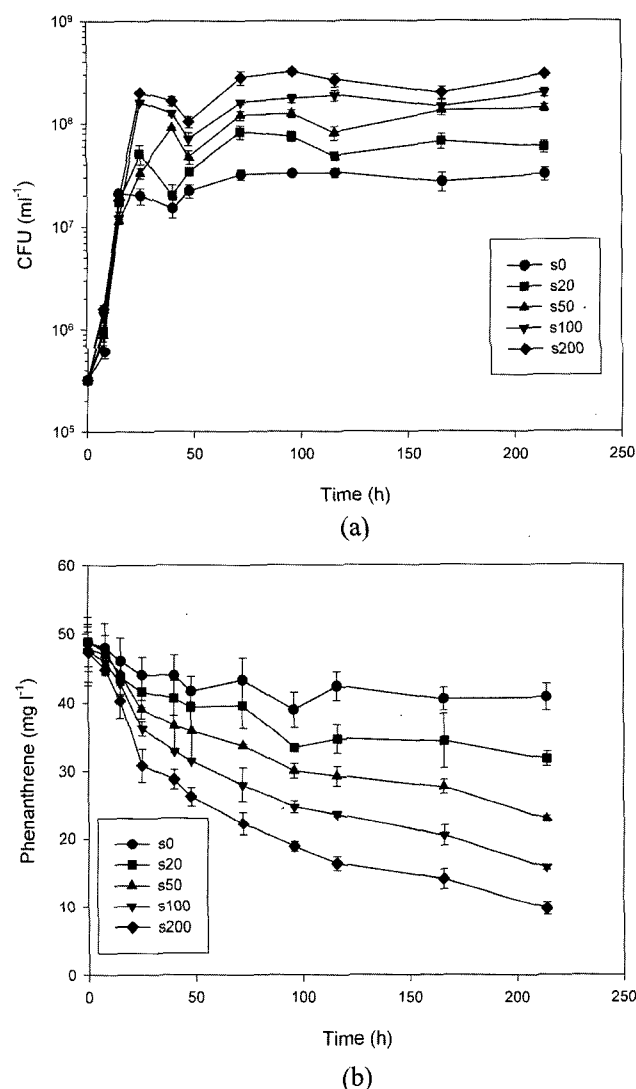 10⁹
10⁸
10⁷
10⁶
10⁵
CFU (ml⁻¹)
s0
s20
s50
s100
s200
0 50 100 150 200 250
Time (h)
(a)
60
50
40
30
20
10
0
Phenanthrene (mg l⁻¹)
s0
s20
s50
s100
s200
0 50 100 150 200 250
Time (h)
(b)